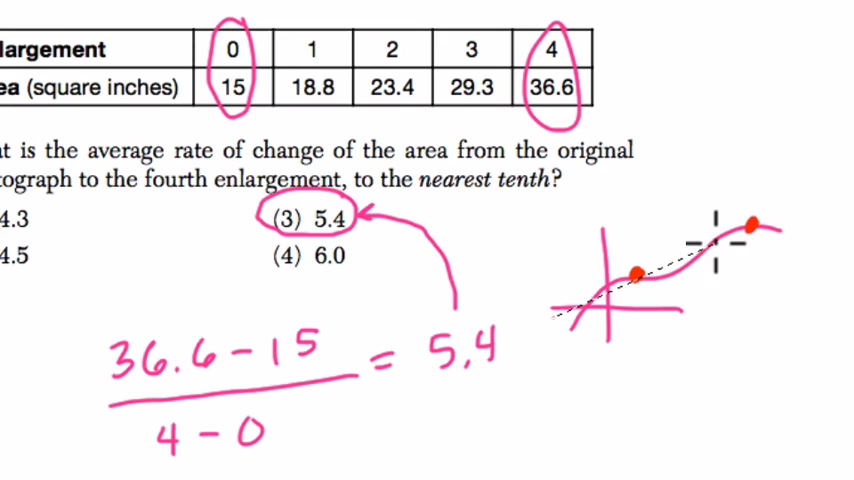 largement 0 1 2 3 4
ea (square inches) 15 18.8 23.4 29.3 36.6
t is the average rate of change of the area from the original
tograph to the fourth enlargement, to the nearest tenth?
4.3 (3) 5.4
4.5 (4) 6.0
36.6 - 15 = 5.4
4 - 0